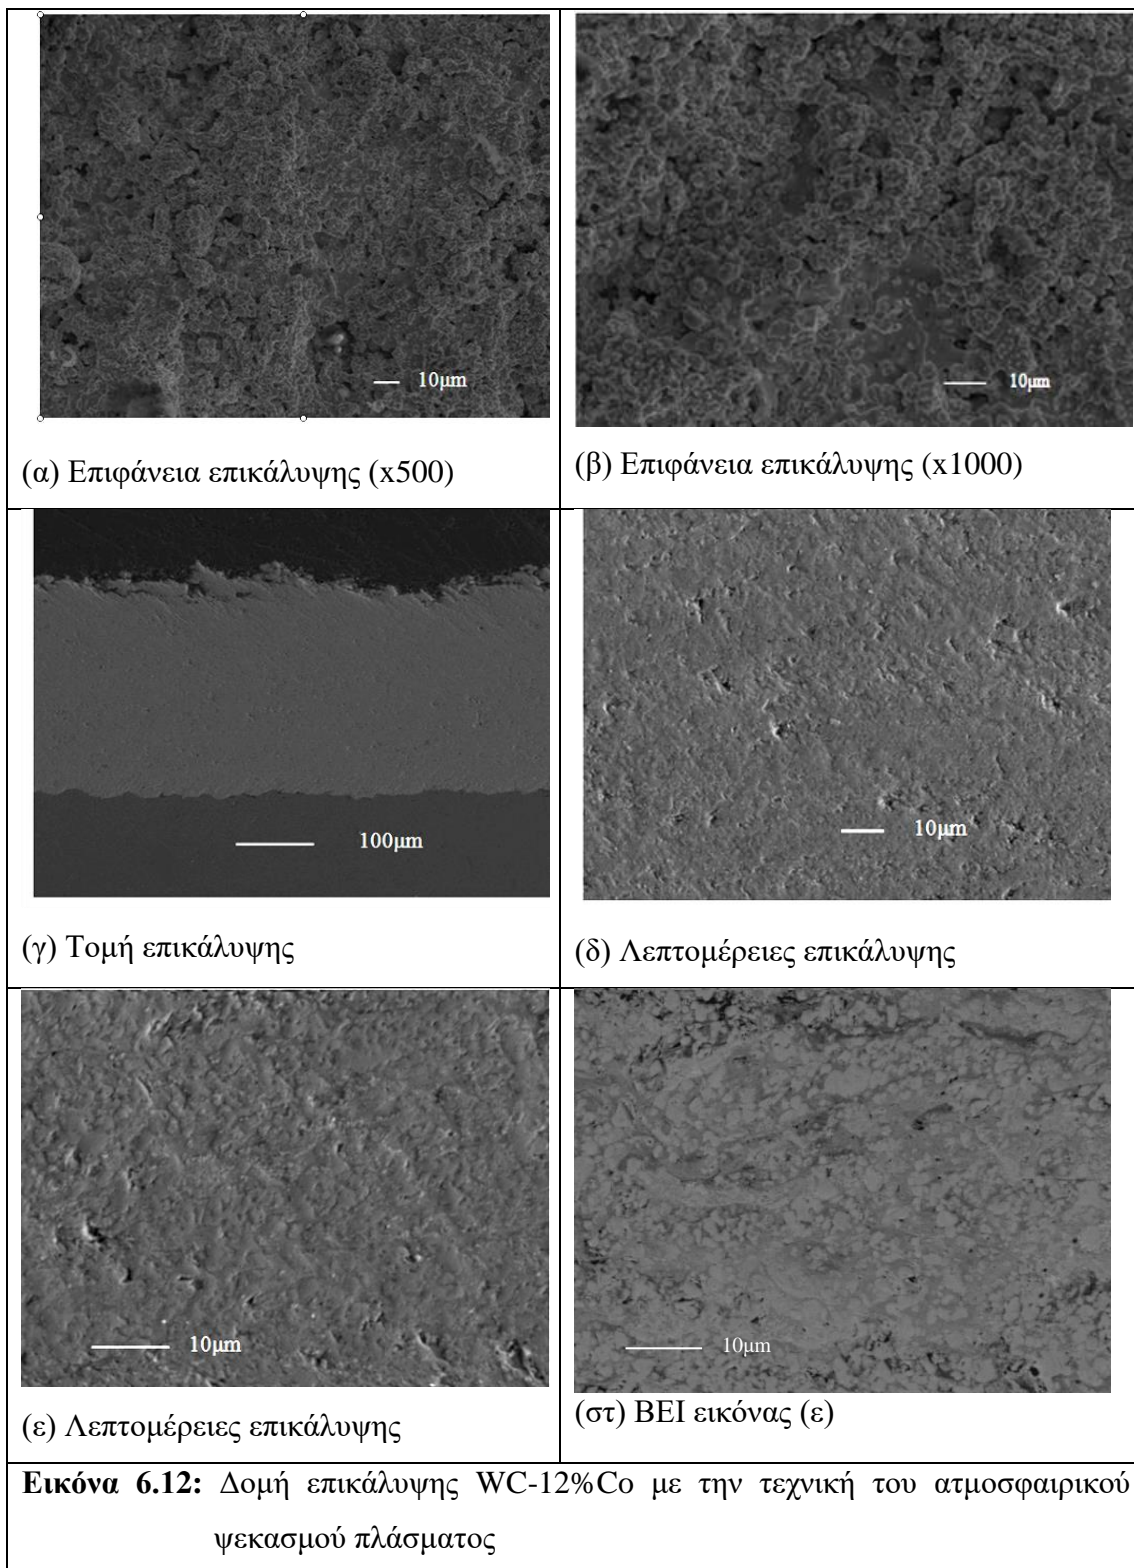 10μm
10μm
(α) Επιφάνεια επικάλυψης (x500)
(β) Επιφάνεια επικάλυψης (x1000)
100μm
10μm
(γ) Τομή επικάλυψης
(δ) Λεπτομέρειες επικάλυψης
10μm
10μm
(ε) Λεπτομέρειες επικάλυψης
(στ) BEI εικόνας (ε)
Εικόνα 6.12: Δομή επικάλυψης WC-12%Co με την τεχνική του ατμοσφαιρικού
ψεκασμού πλάσματος